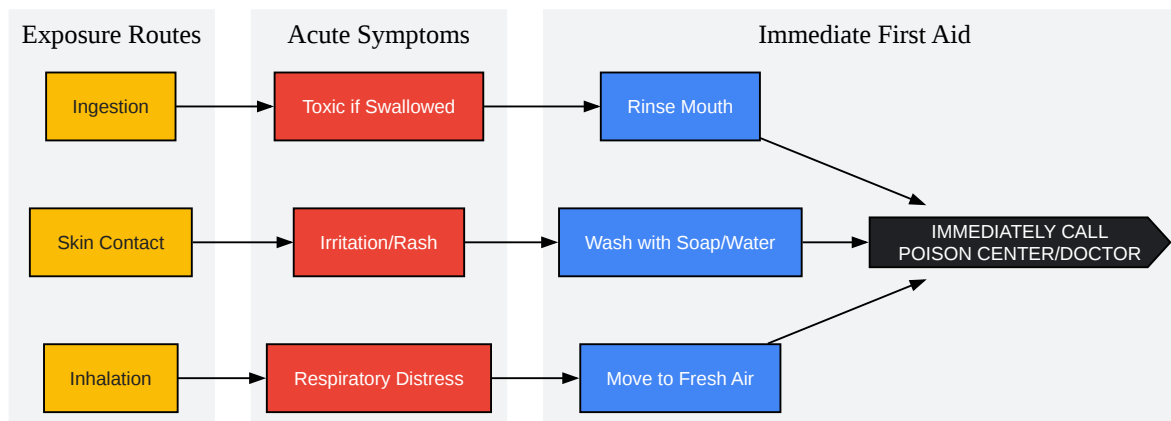 Exposure Routes
Acute Symptoms
Immediate First Aid
Ingestion
Toxic if Swallowed
Rinse Mouth
Skin Contact
Irritation/Rash
Wash with Soap/Water
IMMEDIATELY CALL
POISON CENTER/DOCTOR
Inhalation
Respiratory Distress
Move to Fresh Air